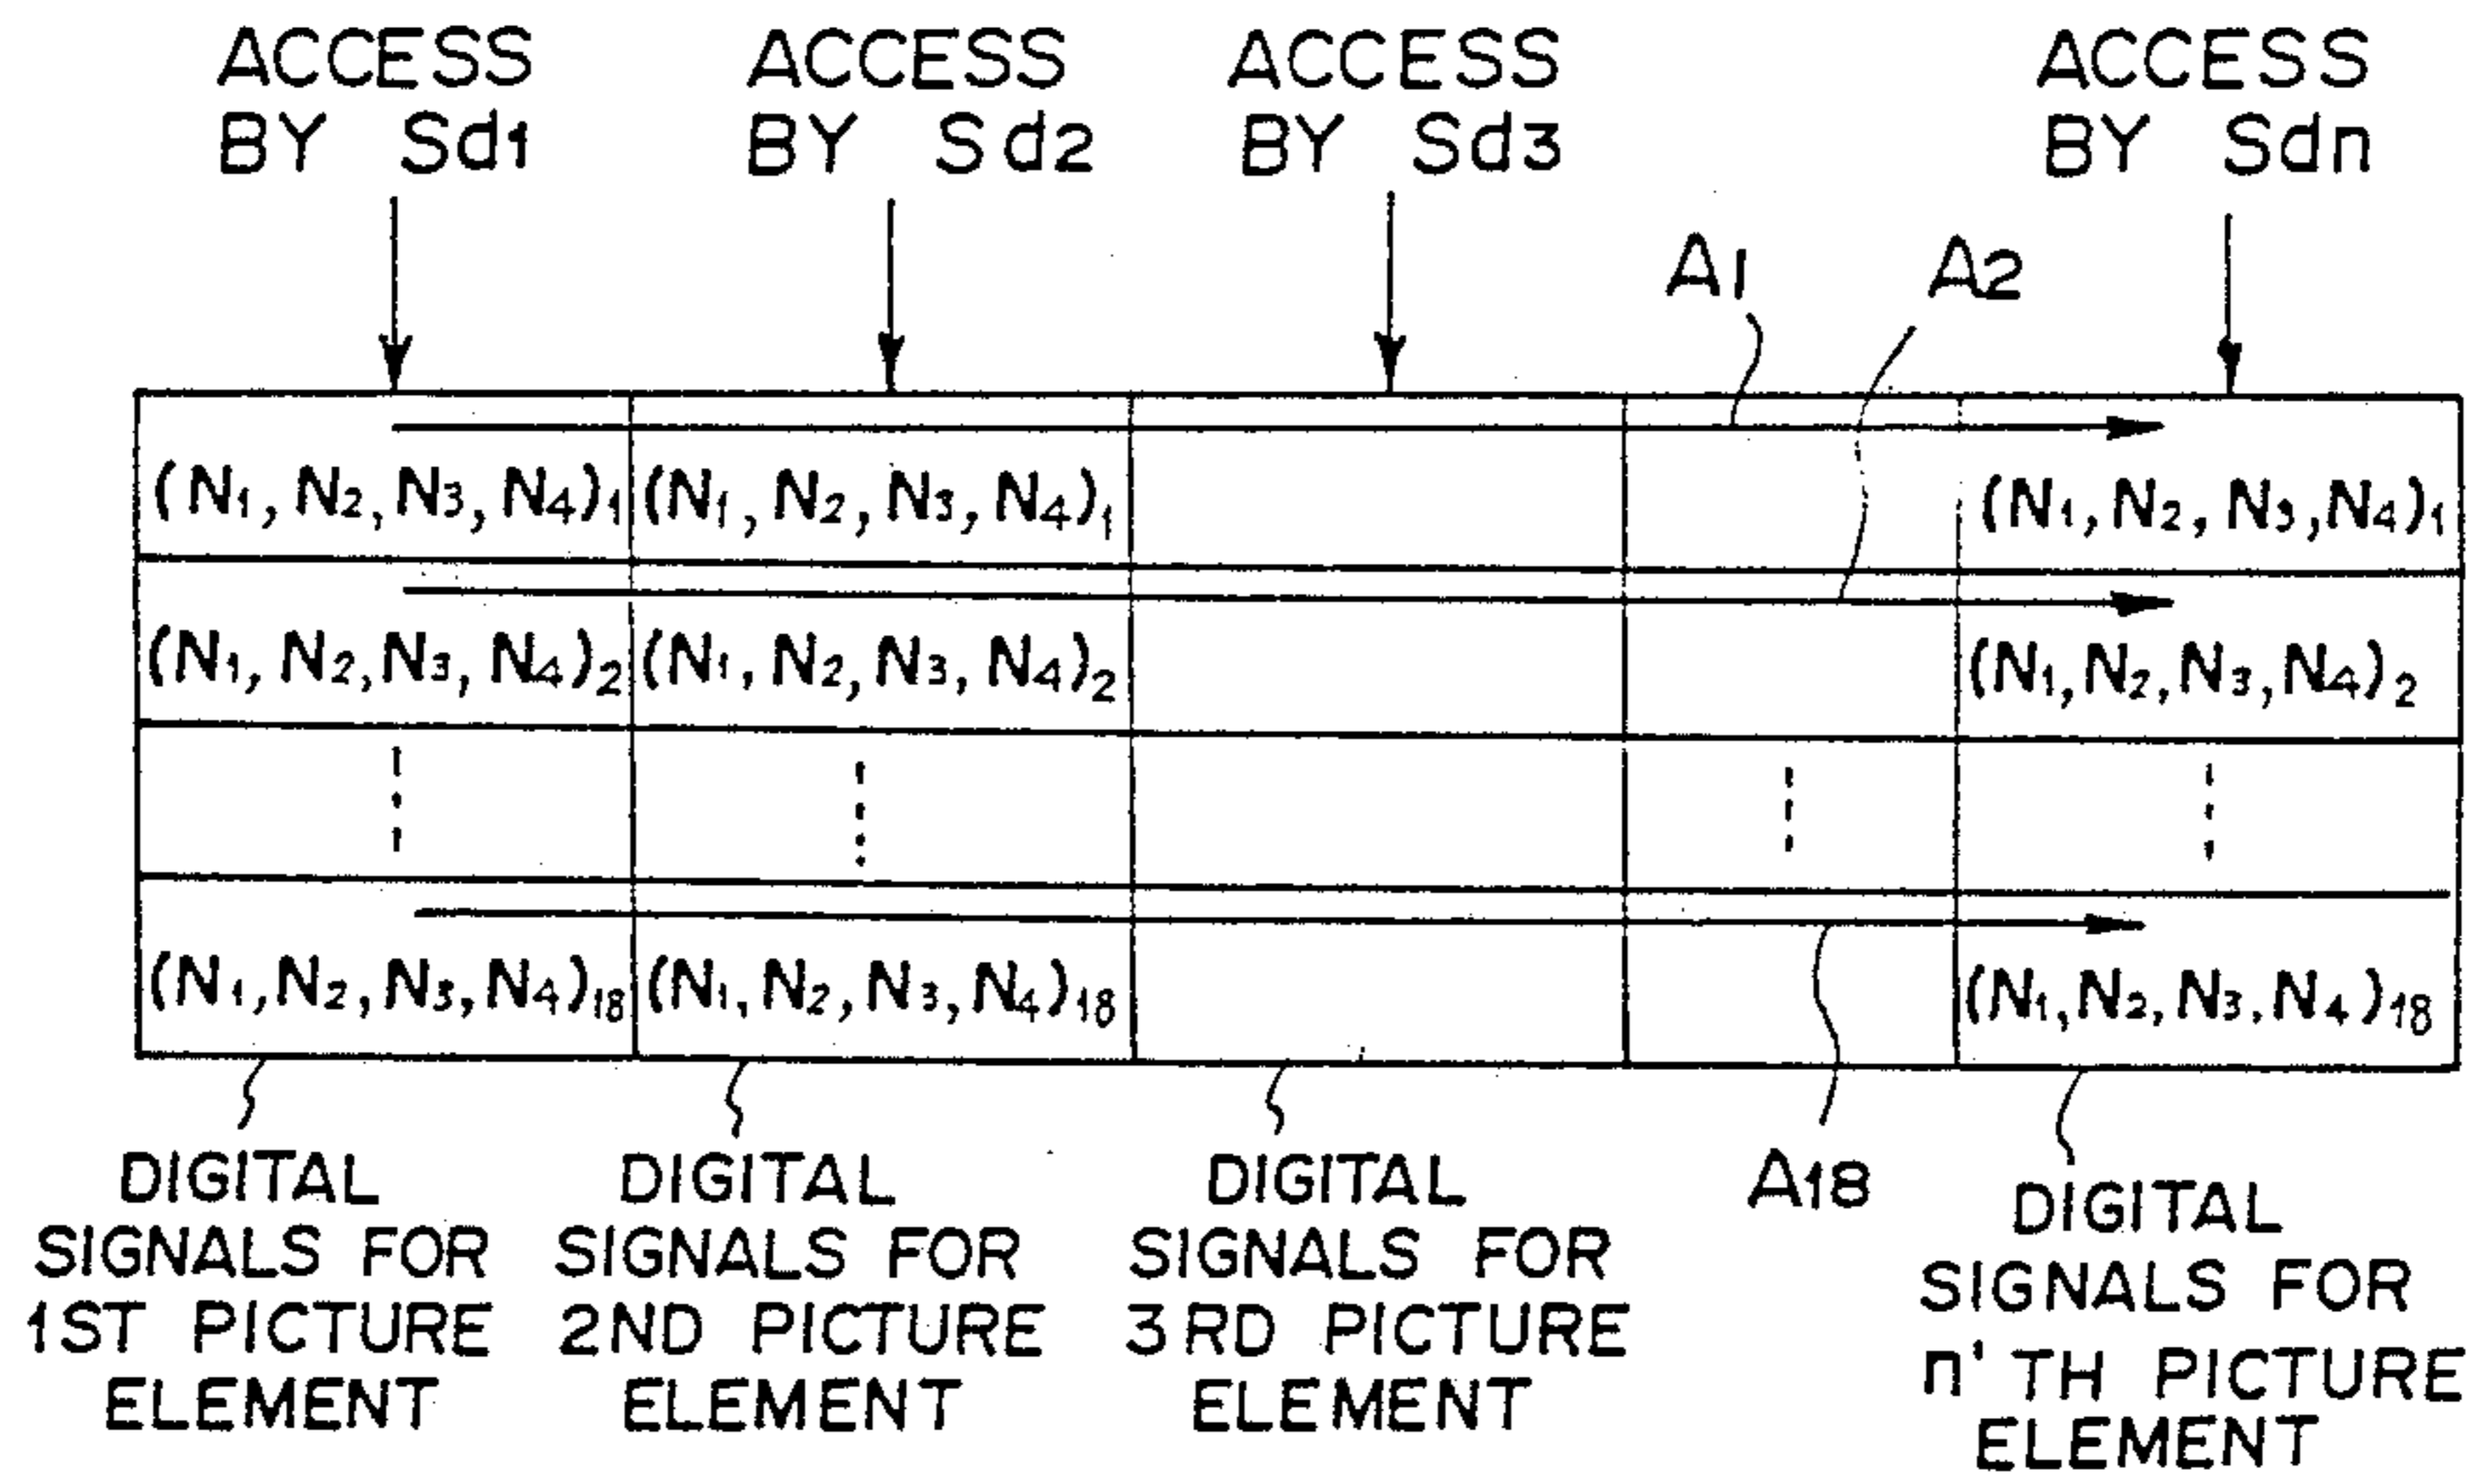 ACCESS
BY Sd1
ACCESS
BY Sd2
ACCESS
BY Sd3
ACCESS
BY Sdn
A1
A2
(N1, N2, N3, N4)1
(N1, N2, N3, N4)1
(N1, N2, N3, N4)1
(N1, N2, N3, N4)2
(N1, N2, N3, N4)2
(N1, N2, N3, N4)2
(N1, N2, N3, N4)18
(N1, N2, N3, N4)18
(N1, N2, N3, N4)18
DIGITAL
SIGNALS FOR
1ST PICTURE
ELEMENT
DIGITAL
SIGNALS FOR
2ND PICTURE
ELEMENT
DIGITAL
SIGNALS FOR
3RD PICTURE
ELEMENT
A18
DIGITAL
SIGNALS FOR
n'TH PICTURE
ELEMENT